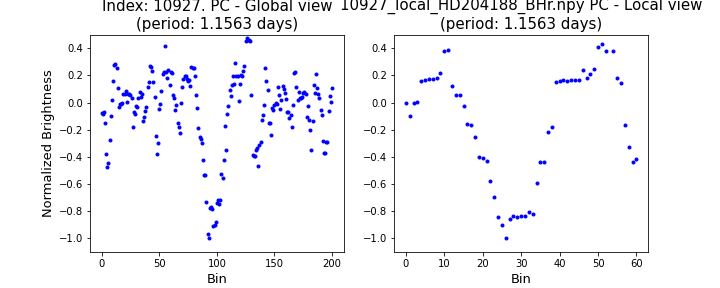 Index: 10927. PC - Global view
(period: 1.1563 days)
10927_local_HD204188_BHr.npy PC - Local view
(period: 1.1563 days)
Normalized Brightness
0.4
0.2
0.0
−0.2
−0.4
−0.6
−0.8
−1.0
0 50 100 150 200
Bin
0.4
0.2
0.0
−0.2
−0.4
−0.6
−0.8
−1.0
0 10 20 30 40 50 60
Bin